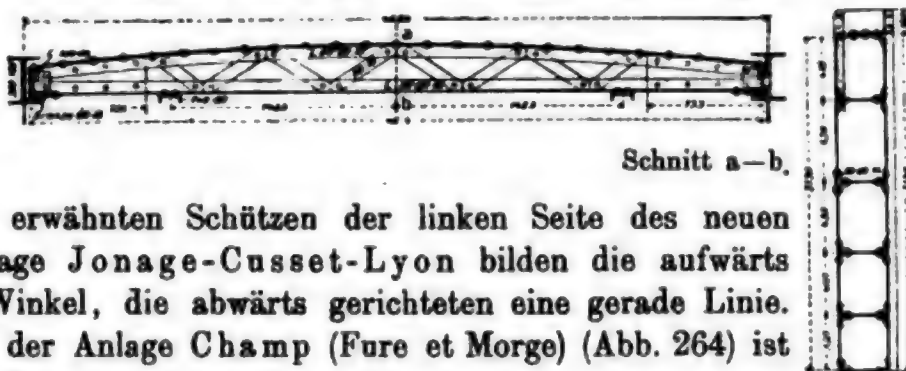 Schnitt a—b.
erwähnten Schützen der linken Seite des neuen
age Jonage-Cusset-Lyon bilden die aufwärts
Winkel, die abwärts gerichteten eine gerade Linie.
der Anlage Champ (Fure et Morge) (Abb. 264) ist